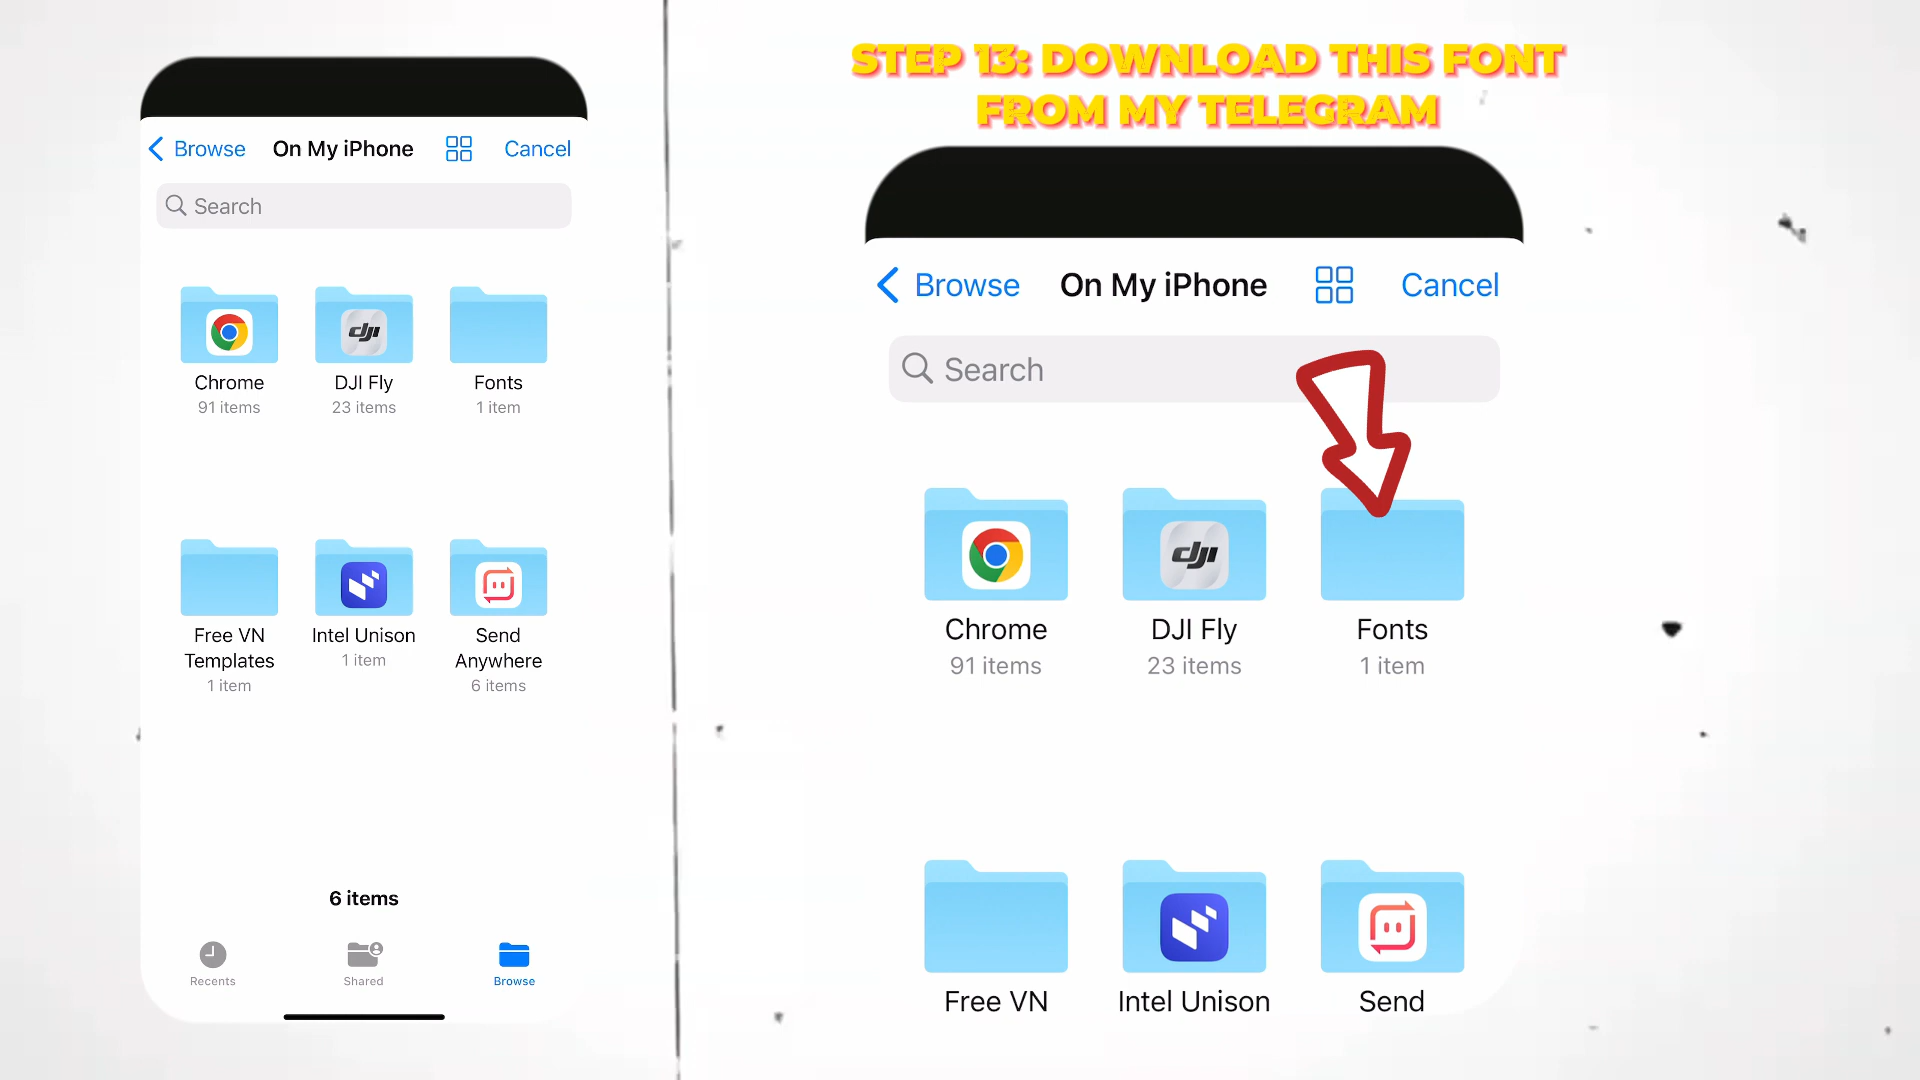 STEP 13: DOWNLOAD THIS FONT
FROM MY TELEGRAM
Browse On My iPhone Cancel
Search
Chrome DJI Fly Fonts
91 items 23 items 1 item
Free VN Intel Unison Send
Templates 1 item Anywhere
1 item 6 items
6 items
Recents Shared Browse
Browse On My iPhone Cancel
Search
dji
Chrome DJI Fly Fonts
91 items 23 items 1 item
Free VN Intel Unison Send
dji